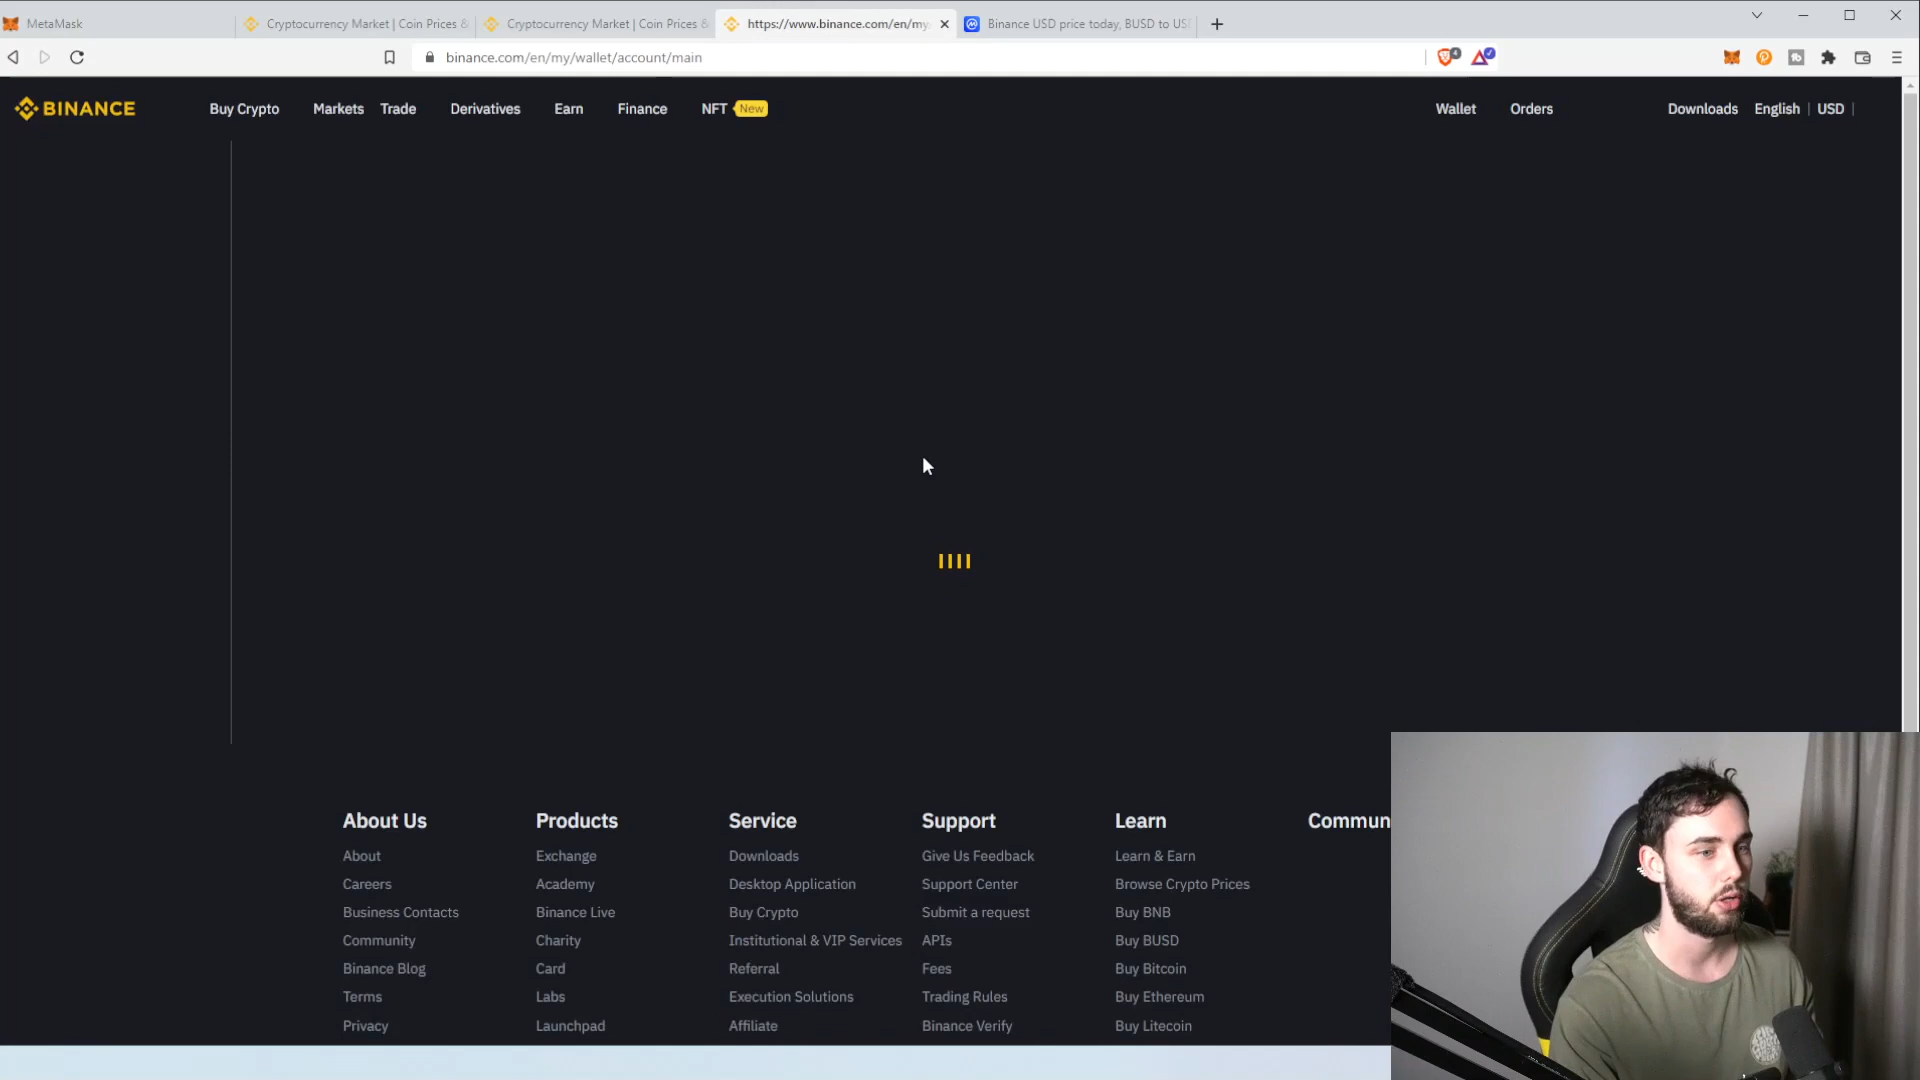 MetaMask
Cryptocurrency Market | Coin Prices &
Cryptocurrency Market | Coin Prices &
https://www.binance.com/en/my
Binance USD price today, BUSD to US
binance.com/en/my/wallet/account/main
BINANCE
Buy Crypto
Markets
Trade
Derivatives
Earn
Finance
NFT
New
Wallet
Orders
Downloads
English
USD
About Us
Products
Service
Support
Learn
Commun
About
Exchange
Downloads
Give Us Feedback
Learn & Earn
Careers
Academy
Desktop Application
Support Center
Browse Crypto Prices
Business Contacts
Binance Live
Buy Crypto
Submit a request
Buy BNB
Community
Charity
Institutional & VIP Services
APIs
Buy BUSD
Binance Blog
Card
Referral
Fees
Buy Bitcoin
Terms
Labs
Execution Solutions
Trading Rules
Buy Ethereum
Privacy
Launchpad
Affiliate
Binance Verify
Buy Litecoin